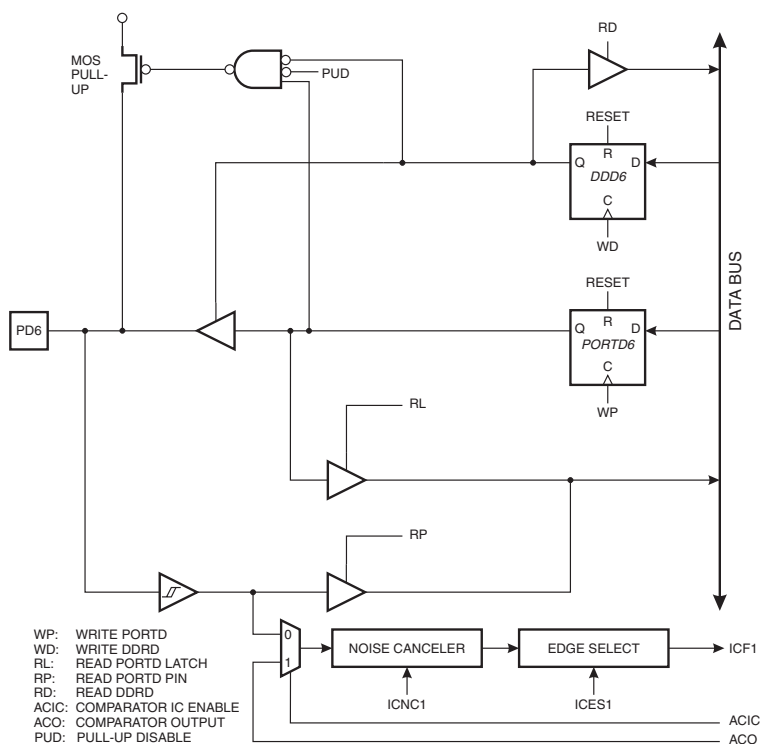 RD
MOS
PULL-
UP
PUD
RESET
R
Q
D
DDD6
C
WD
DATA BUS
RESET
R
Q
D
PORTD6
C
WP
PD6
RL
RP
0
1
NOISE CANCELER
EDGE SELECT
ICF1
ICNC1
ICES1
ACIC
ACO
WP: WRITE PORTD
WD: WRITE DDRD
RL: READ PORTD LATCH
RP: READ PORTD PIN
RD: READ DDRD
ACIC: COMPARATOR IC ENABLE
ACO: COMPARATOR OUTPUT
PUD: PULL-UP DISABLE